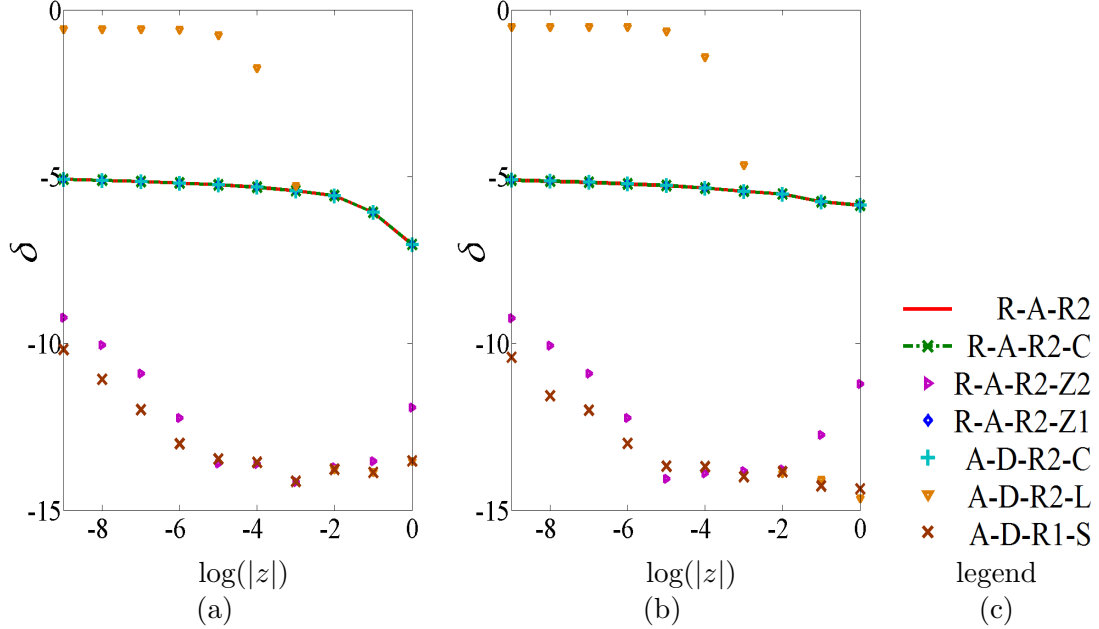 0
-5
-10
-15
δ
-8 -6 -4 -2 0
log(|z|)
(a)
0
-5
-10
-15
δ
-8 -6 -4 -2 0
log(|z|)
(b)
R-A-R2
R-A-R2-C
R-A-R2-Z2
R-A-R2-Z1
A-D-R2-C
A-D-R2-L
A-D-R1-S
legend
(c)